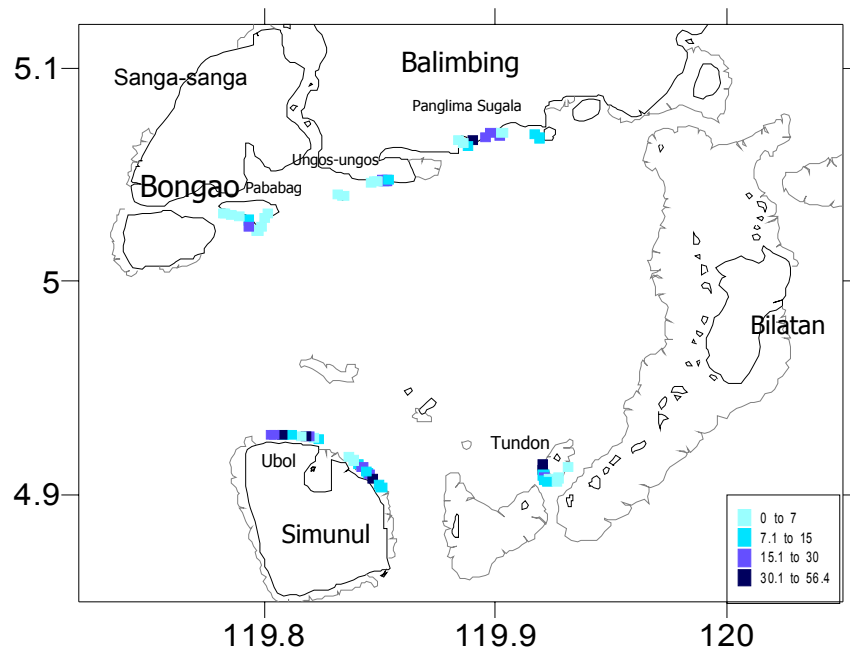 5.1
Balimbing
Sanga-sanga
Panglima Sugala
Ungos-ungos
Bongao Pababag
5
Bilatan
Tundon
Ubol
4.9
Simunul
0 to 7
7.1 to 15
15.1 to 30
30.1 to 56.4
119.8 119.9 120